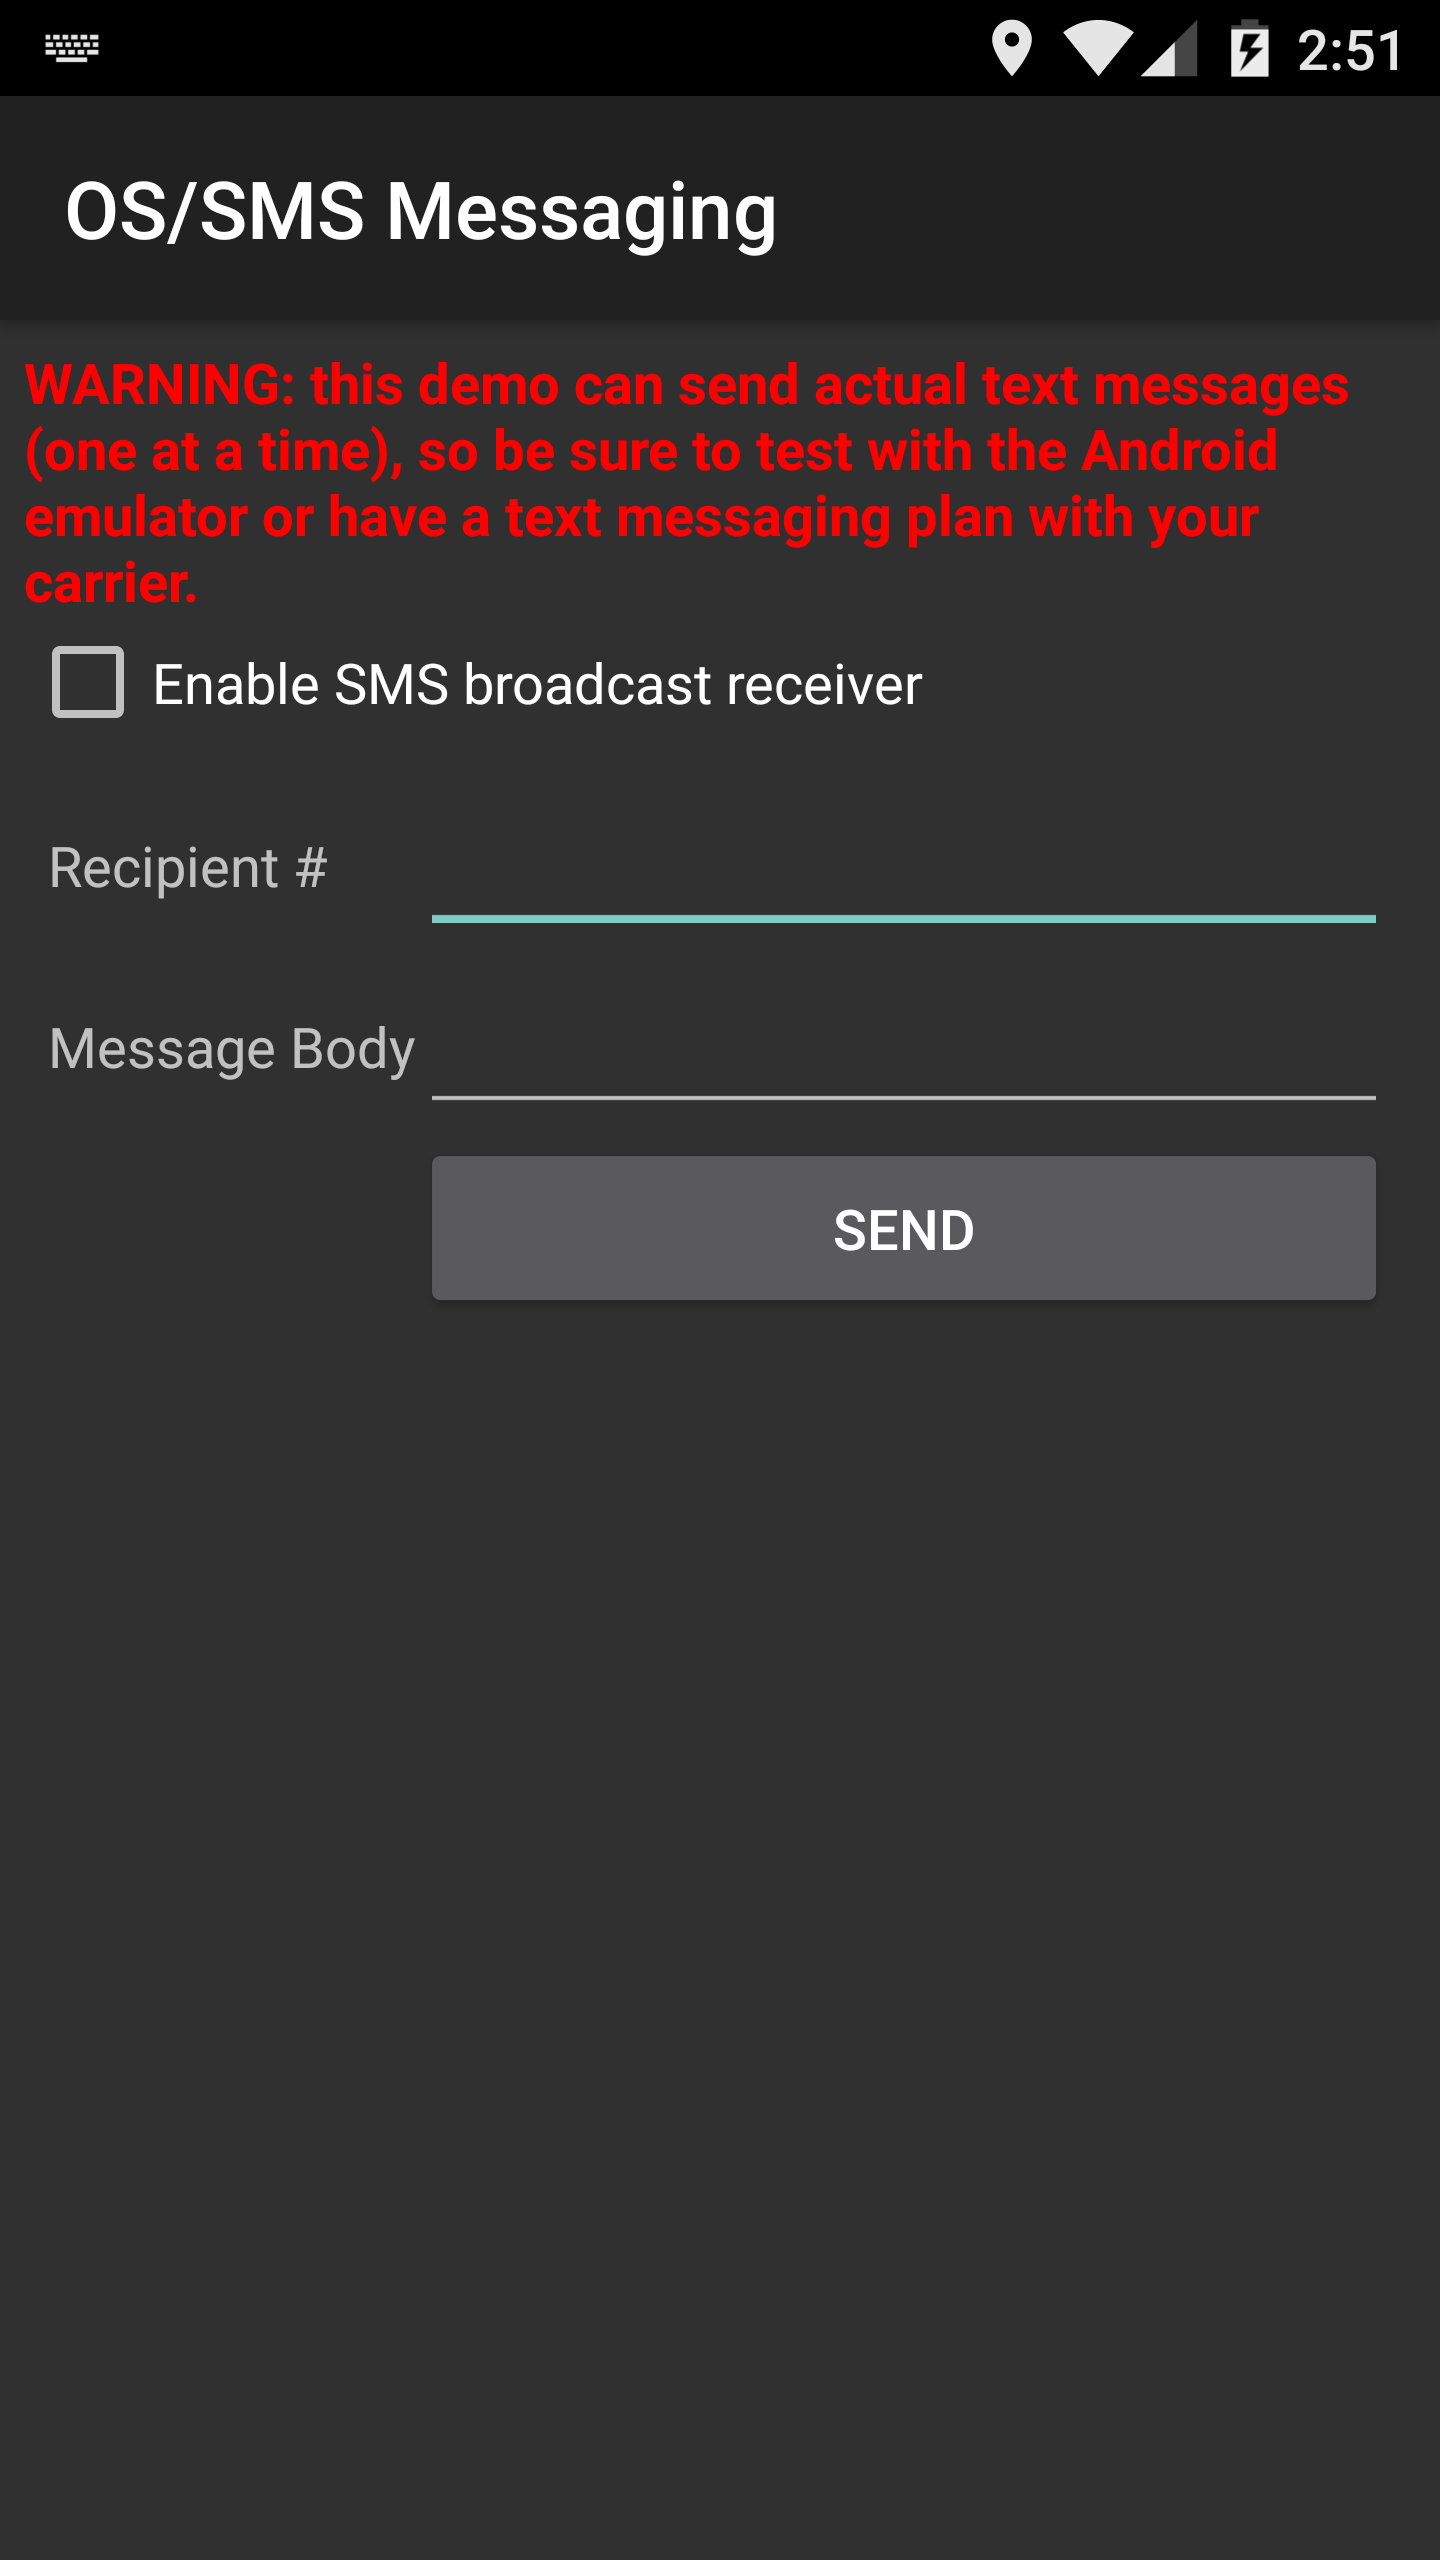 2:51
OS/SMS Messaging
WARNING: this demo can send actual text messages
(one at a time), so be sure to test with the Android
emulator or have a text messaging plan with your
carrier.
Enable SMS broadcast receiver
Recipient #
Message Body
SEND